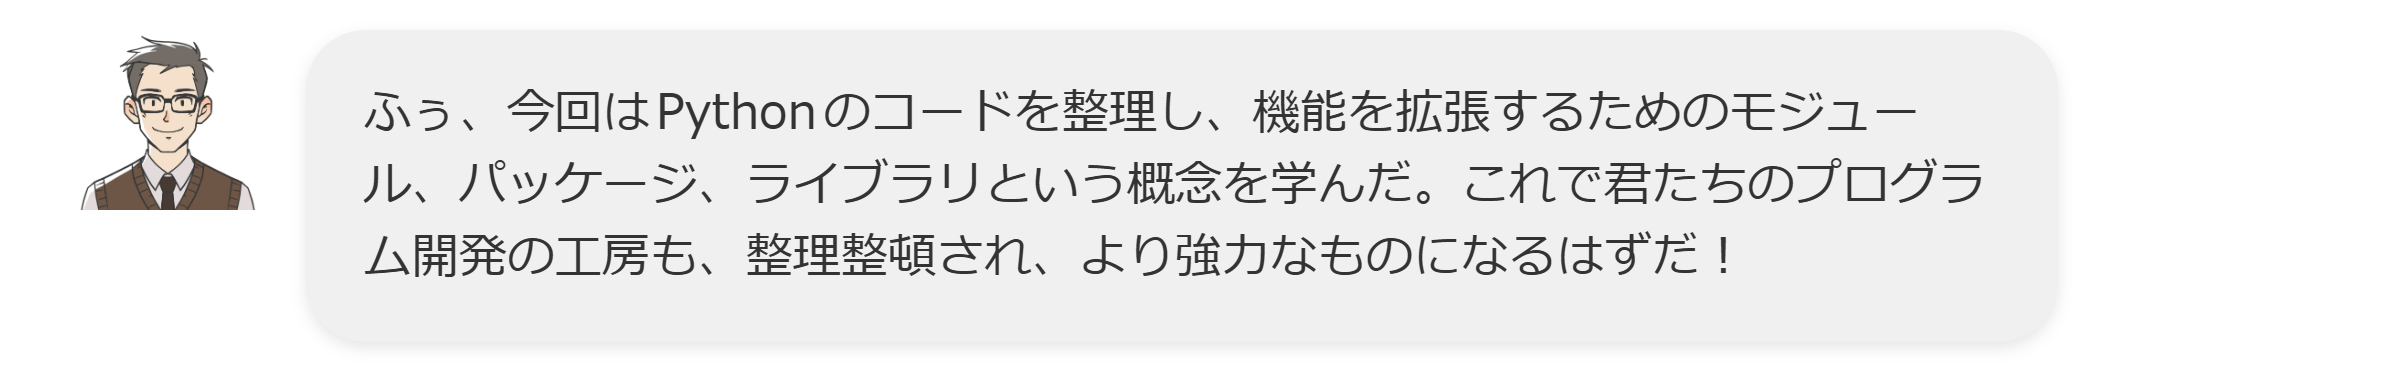 ふぅ、今回はPythonのコードを整理し、機能を拡張するためのモジュー
ル、パッケージ、ライブラリという概念を学んだ。これで君たちのプログラ
ム開発の工房も、整理整頓され、より強力なものになるはずだ！